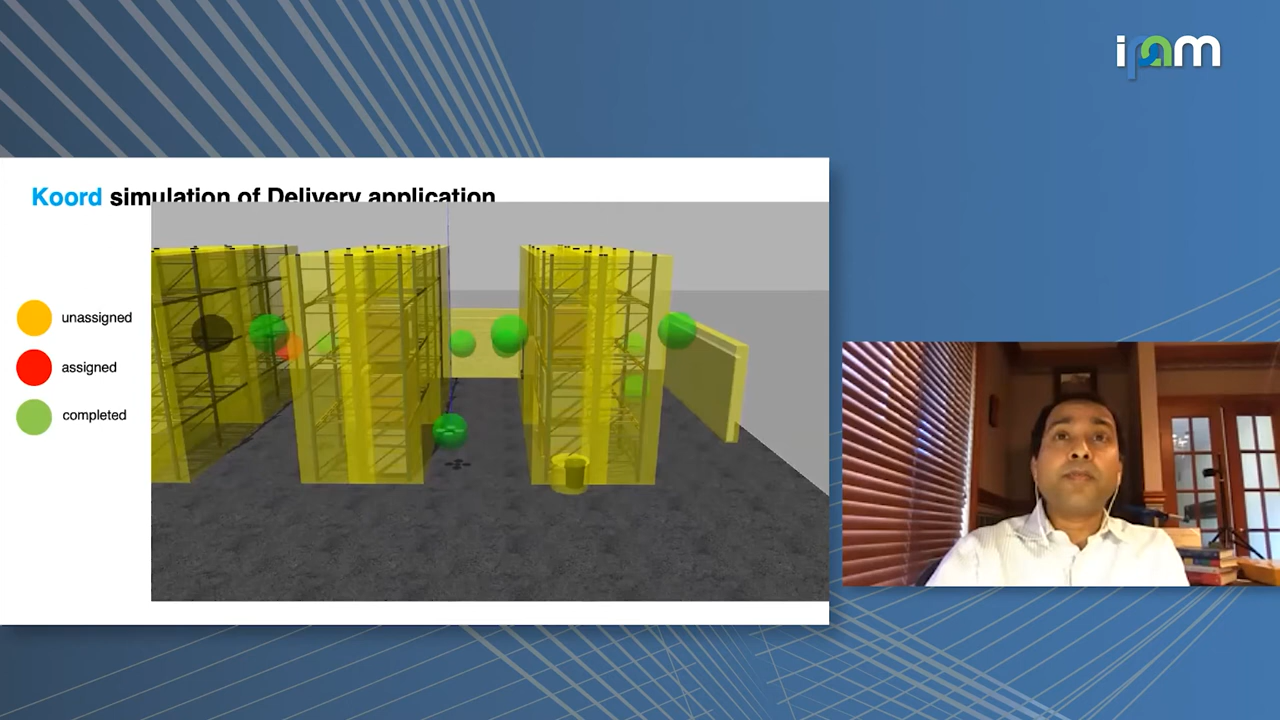 ipam
Koord simulation of Delivery application
unassigned
assigned
completed